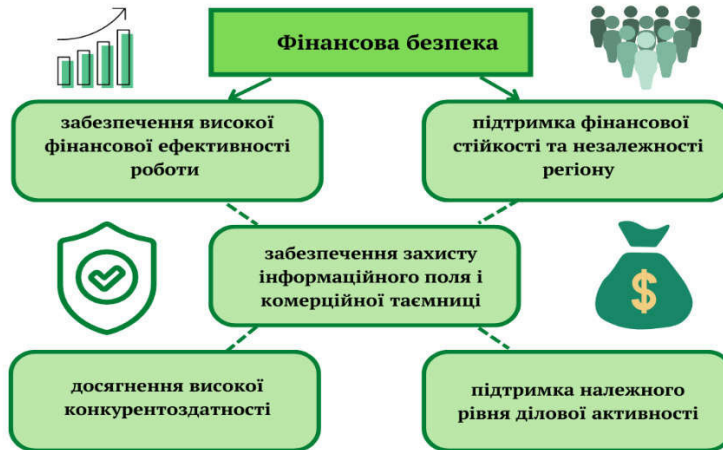 Фінансова безпека
забезпечення високої
фінансової ефективності
роботи
підтримка фінансової
стійкості та незалежності
регіону
забезпечення захисту
інформаційного поля і
комерційної таємниці
$
досягнення високої
конкурентоздатності
підтримка належного
рівня ділової активності